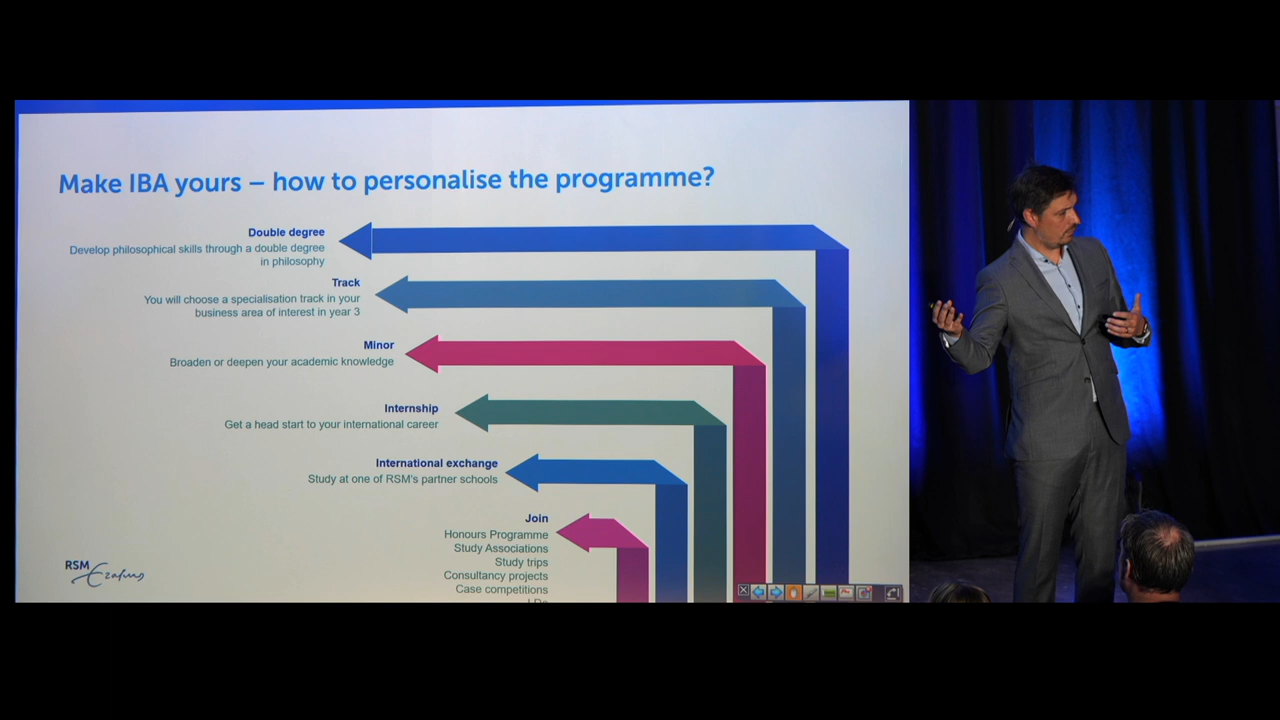 Make IBA yours – how to personalise the programme?
Double degree
Develop philosophical skills through a double degree
in philosophy
Track
You will choose a specialisation track in your
business area of interest in year 3
Minor
Broaden or deepen your academic knowledge
Internship
Get a head start to your international career
International exchange
Study at one of RSM's partner schools
Join
Honours Programme
Study Associations
Study trips
Consultancy projects
Case competitions
RSM
Erasmus